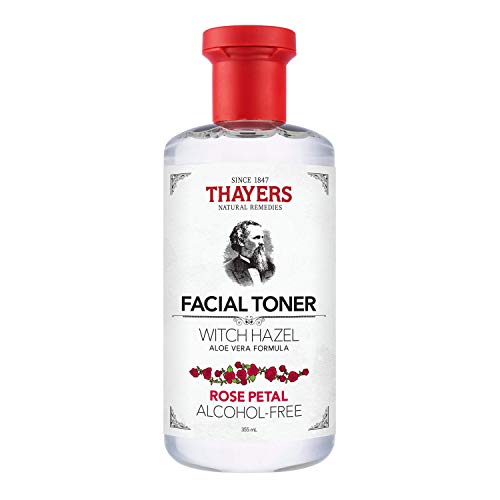 SINCE 1847
THAYERS
NATURAL REMEDIES
FACIAL TONER
WITCH HAZEL
ALOE VERA FORMULA
ROSE PETAL
ALCOHOL-FREE
355 mL